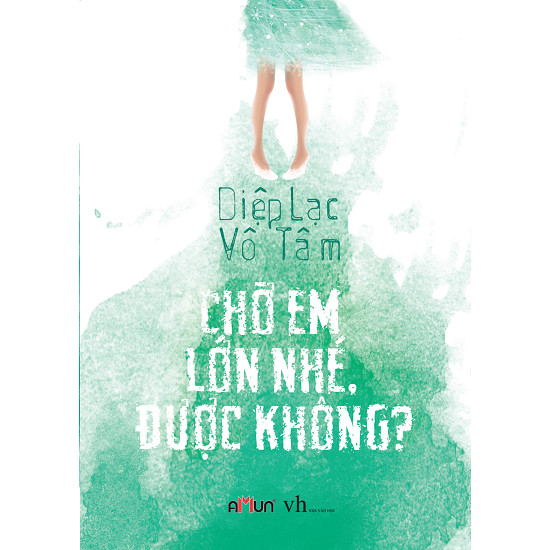 Diệp Lạc
Vô Tâm
CHỜ EM
LỚN NHÉ,
ĐƯỢC KHÔNG?
AMUN vh